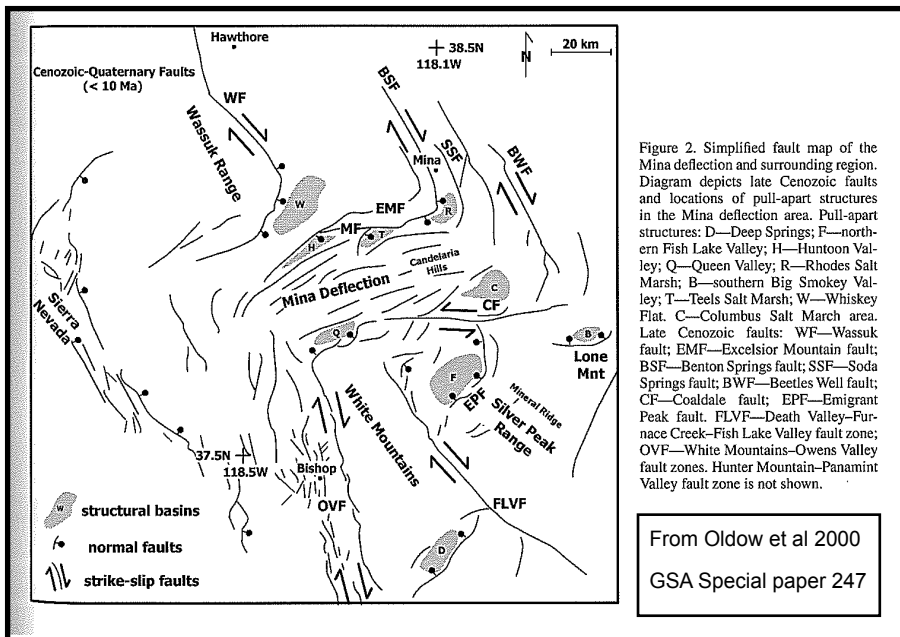 Hawthore
38.5N
118.1W
N
20 km
Cenozoic-Quaternary Faults
(< 10 Ma)
WF
BSF
SSF
BWF
Wassuk Range
Mina
W
EMF
R
MF
T
H
Candelaria
Hills
Mina Deflection
C
CF
Sierra
Nevada
Q
B
Lone
Mnt
F
EPF
Mineral Ridge
Silver Peak
Range
White Mountains
37.5N
118.5W
Bishop
OVF
FLVF
D
W
structural basins
normal faults
strike-slip faults
Figure 2. Simplified fault map of the
Mina deflection and surrounding region.
Diagram depicts late Cenozoic faults
and locations of pull-apart structures
in the Mina deflection area. Pull-apart
structures: D—Deep Springs; F—north-
ern Fish Lake Valley; H—Huntoon Val-
ley; Q—Queen Valley; R—Rhodes Salt
Marsh; B—southern Big Smokey Val-
ley; T—Teels Salt Marsh; W—Whiskey
Flat. C—Columbus Salt March area.
Late Cenozoic faults: WF—Wassuk
fault; EMF—Excelsior Mountain fault;
BSF—Benton Springs fault; SSF—Soda
Springs fault; BWF—Beetles Well fault;
CF—Coaldale fault; EPF—Emigrant
Peak fault. FLVF—Death Valley–Fur-
nace Creek–Fish Lake Valley fault zone;
OVF—White Mountains–Owens Valley
fault zones. Hunter Mountain–Panamint
Valley fault zone is not shown.
From Oldow et al 2000
GSA Special paper 247